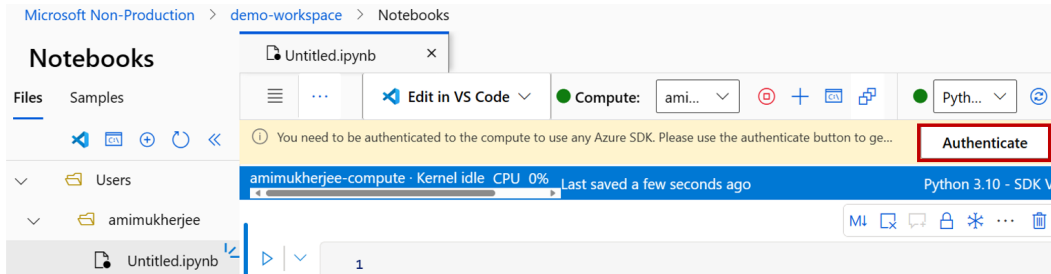 Microsoft Non-Production > demo-workspace > Notebooks
Notebooks
Untitled.ipynb ×
Files Samples
Edit in VS Code
Compute: ami...
Pyth...
You need to be authenticated to the compute to use any Azure SDK. Please use the authenticate button to ge...
Authenticate
Users
amimukherjee-compute · Kernel idle CPU 0% Last saved a few seconds ago Python 3.10 - SDK V
amimukherjee
M↓
Untitled.ipynb
1